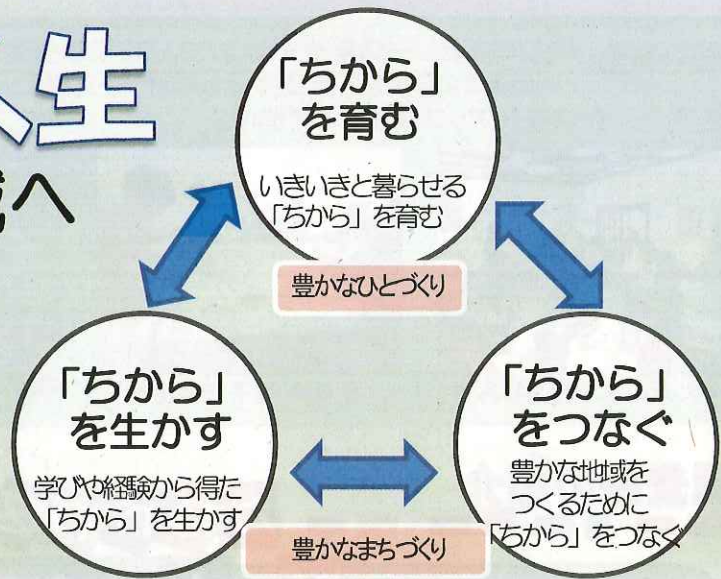 人生
へ
「ちから」
を育む
いきいきと暮らせる
「ちから」を育む
豊かなひとづくり
「ちから」
を生かす
学びや経験から得た
「ちから」を生かす
「ちから」
をつなぐ
豊かな地域を
つくるために
「ちから」をつなぐ
豊かなまちづくり